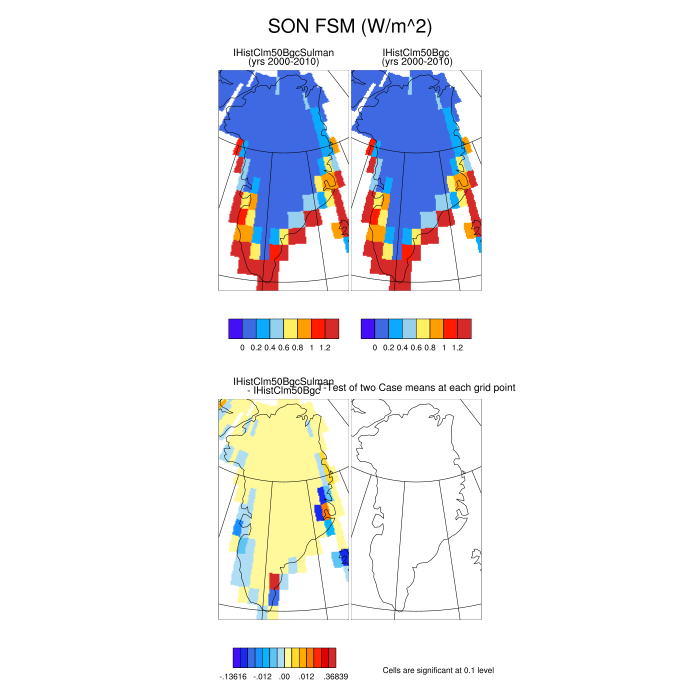 SON FSM (W/m^2)
IHistClm50BgcSulman
(yrs 2000-2010)
IHistClm50Bgc
(yrs 2000-2010)
0 0.2 0.4 0.6 0.8 1 1.2
0 0.2 0.4 0.6 0.8 1 1.2
IHistClm50BgcSulman
- IHistClm50Bgc
T-Test of two Case means at each grid point
-.13616 -.012 .00 .012 .36839
Cells are significant at 0.1 level